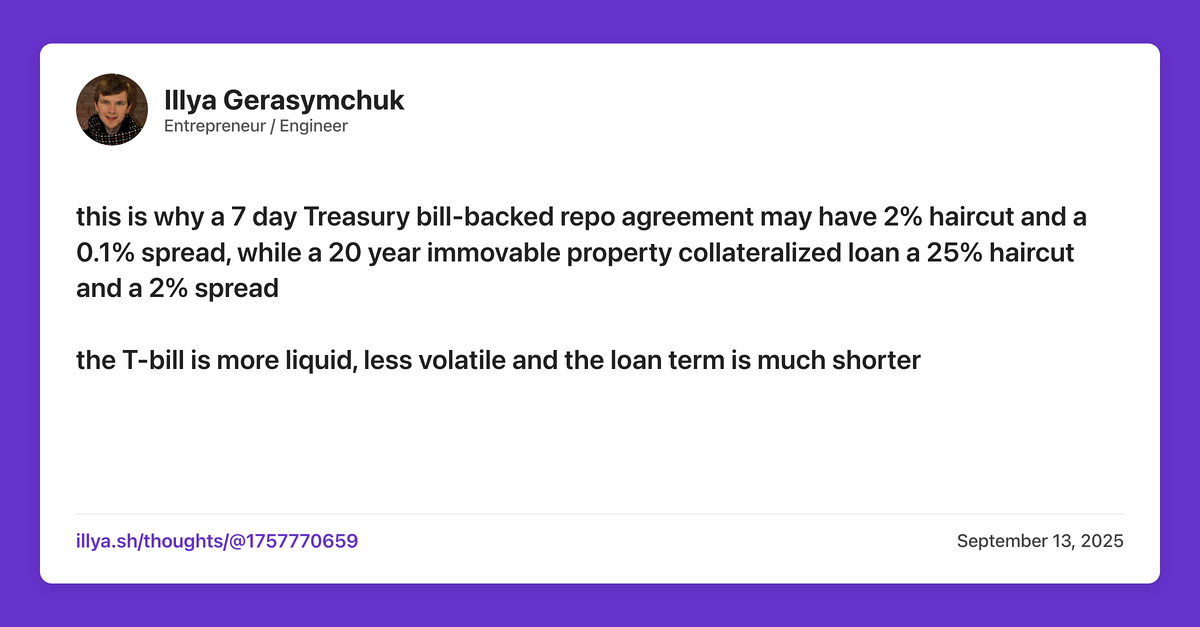 Illya Gerasymchuk
Entrepreneur / Engineer
this is why a 7 day Treasury bill-backed repo agreement may have 2% haircut and a
0.1% spread, while a 20 year immovable property collateralized loan a 25% haircut
and a 2% spread
the T-bill is more liquid, less volatile and the loan term is much shorter
illya.sh/thoughts/@1757770659
September 13, 2025